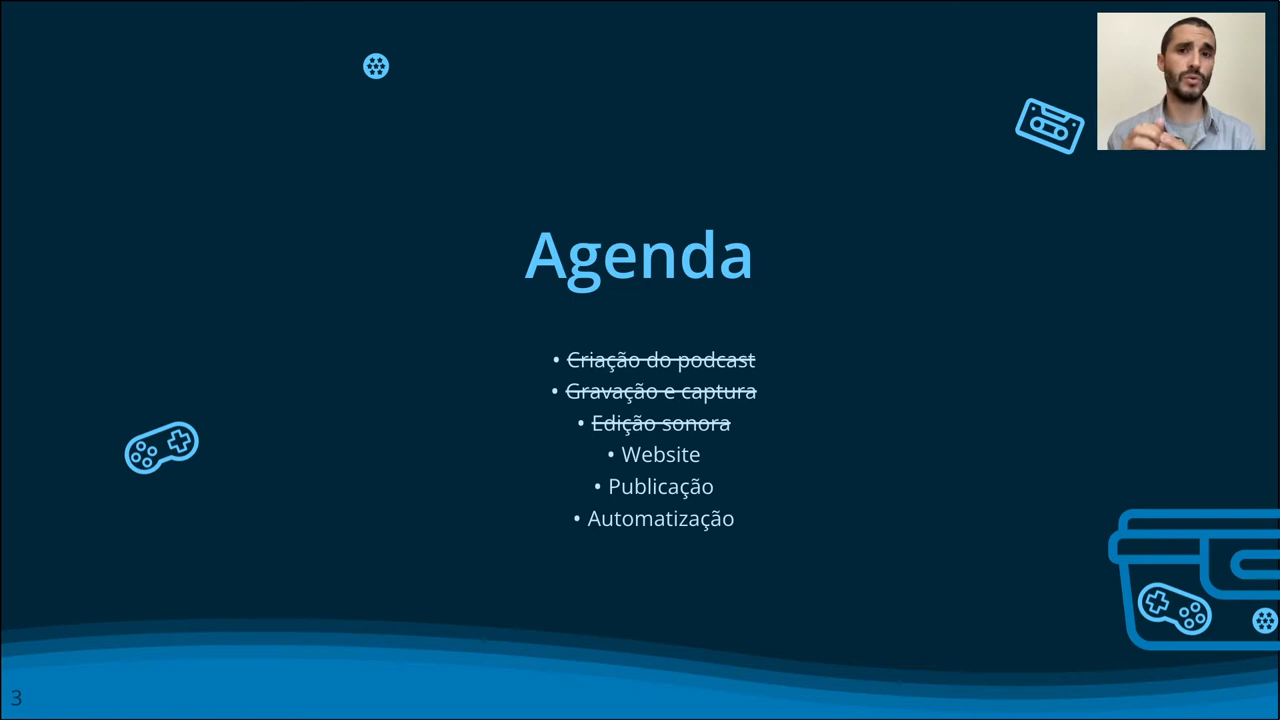 Agenda
• Criação do podcast
• Gravação e captura
• Edição sonora
• Website
• Publicação
• Automatização
3